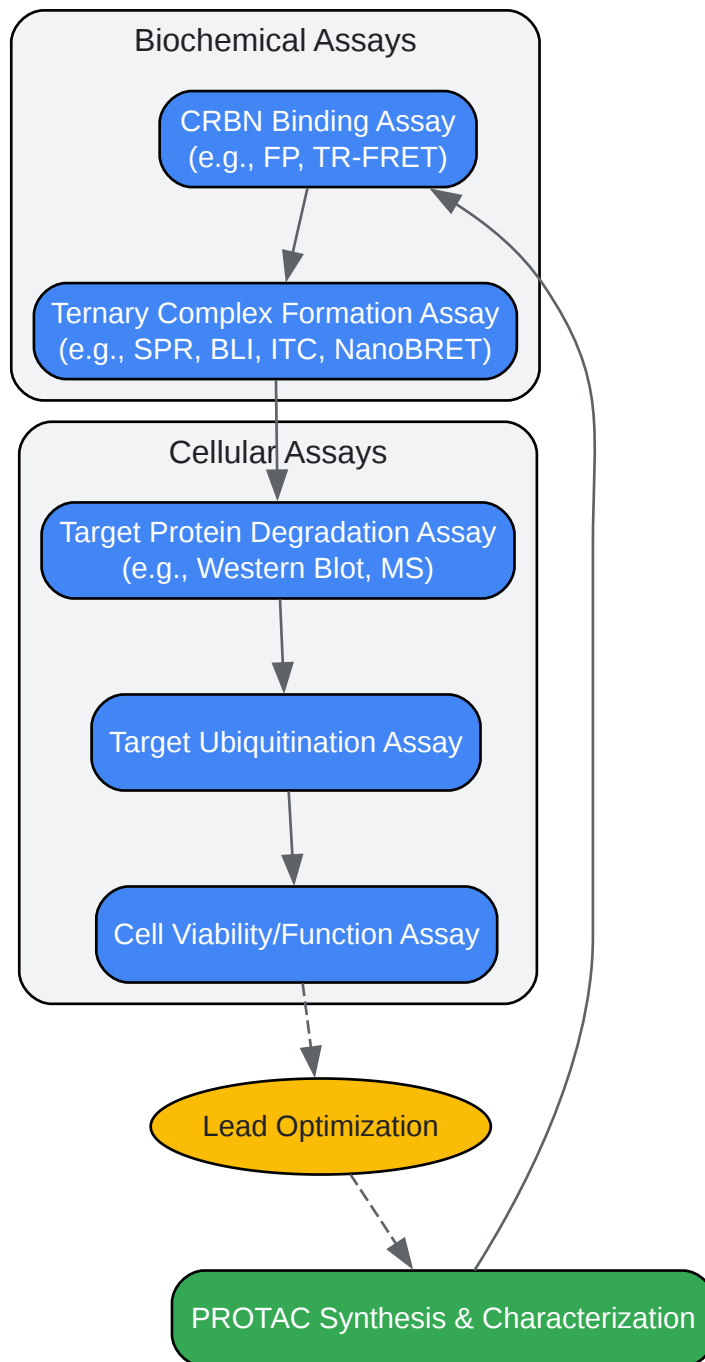 Biochemical Assays
CRBN Binding Assay
(e.g., FP, TR-FRET)
Ternary Complex Formation Assay
(e.g., SPR, BLI, ITC, NanoBRET)
Cellular Assays
Target Protein Degradation Assay
(e.g., Western Blot, MS)
Target Ubiquitination Assay
Cell Viability/Function Assay
Lead Optimization
PROTAC Synthesis & Characterization